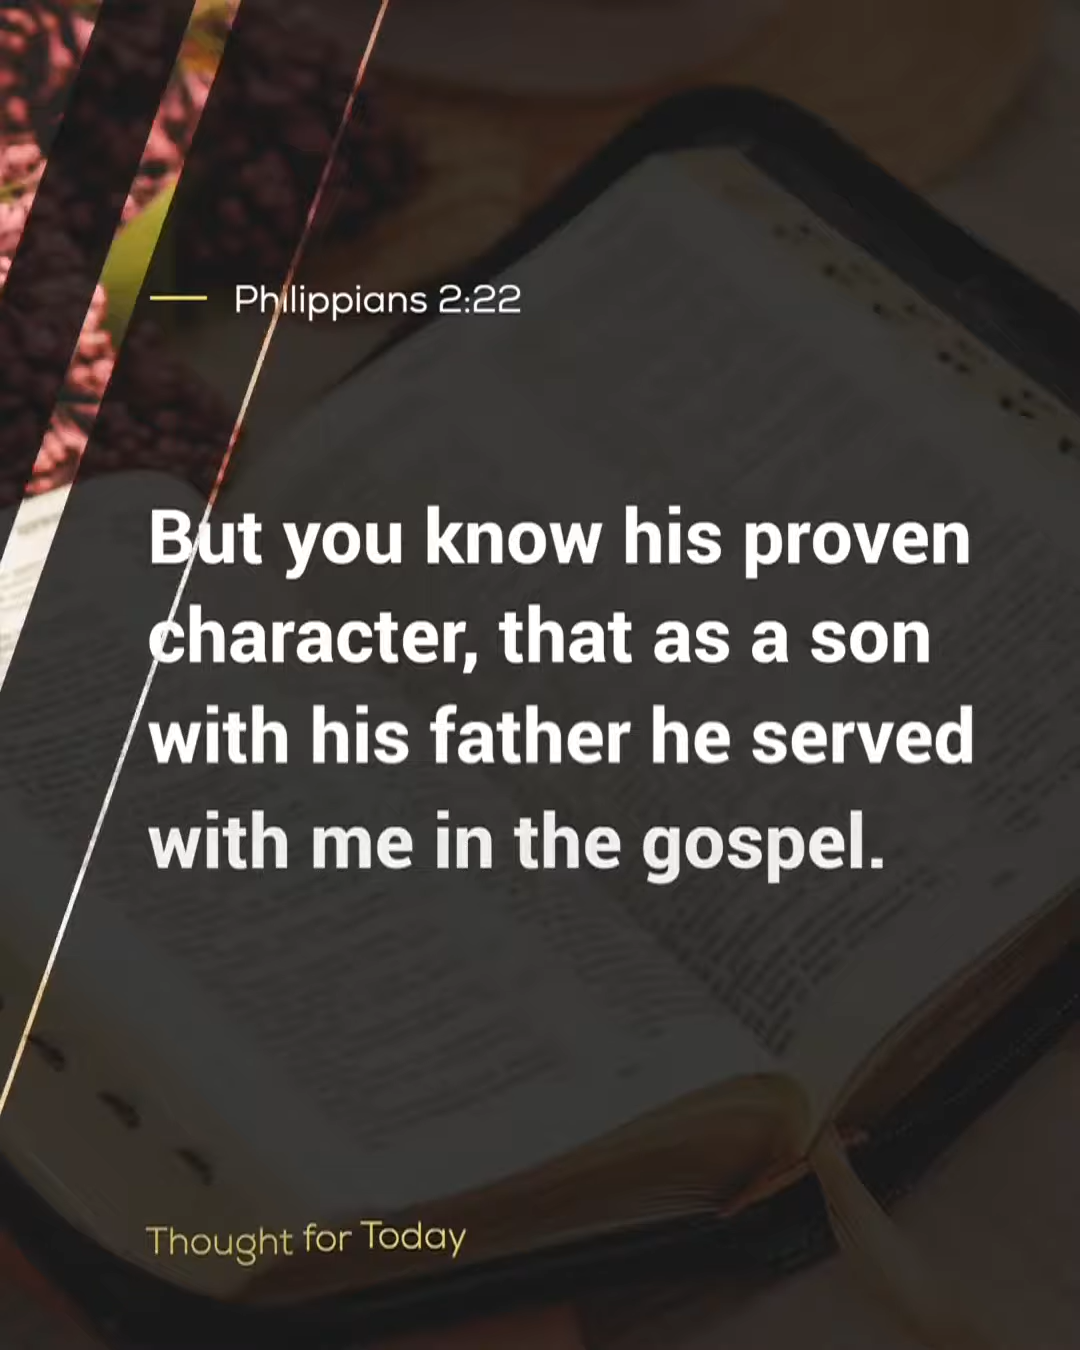 Philippians 2:22
But you know his proven
character, that as a son
with his father he served
with me in the gospel.
Thought for Today